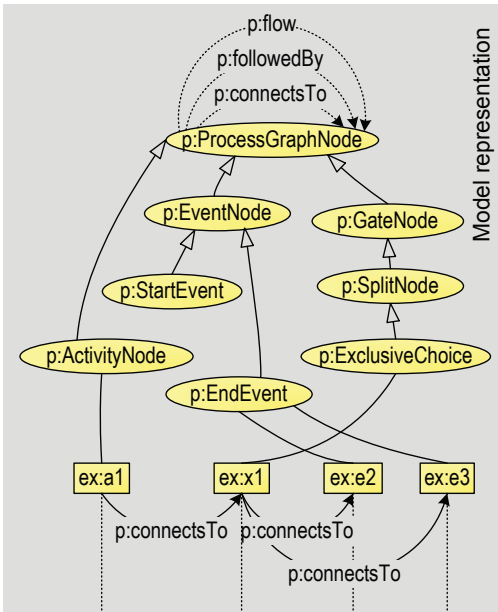 p:flow
p:followedBy
p:connectsTo
Model representation
p:ProcessGraphNode
p:EventNode
p:GateNode
p:StartEvent
p:SplitNode
p:ActivityNode
p:ExclusiveChoice
p:EndEvent
ex:a1
ex:x1
ex:e2
ex:e3
p:connectsTo
p:connectsTo
p:connectsTo